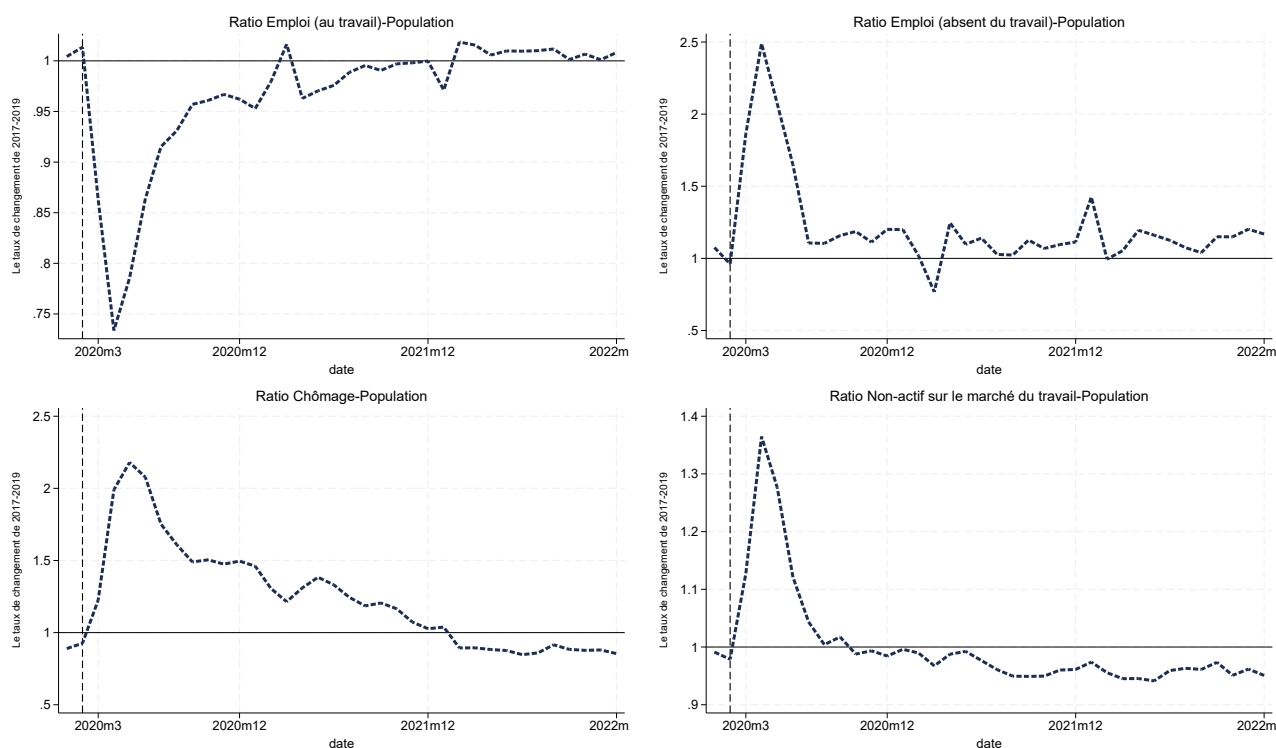 Ratio Emploi (au travail)-Population
Le taux de changement de 2017-2019
1
.95
.9
.85
.8
.75
2020m3
2020m12
2021m12
2022m
date
Ratio Emploi (absent du travail)-Population
Le taux de changement de 2017-2019
2.5
2
1.5
1
.5
2020m3
2020m12
2021m12
2022m
date
Ratio Chômage-Population
Le taux de changement de 2017-2019
2.5
2
1.5
1
.5
2020m3
2020m12
2021m12
2022m
date
Ratio Non-actif sur le marché du travail-Population
Le taux de changement de 2017-2019
1.4
1.3
1.2
1.1
1
.9
2020m3
2020m12
2021m12
2022m
date